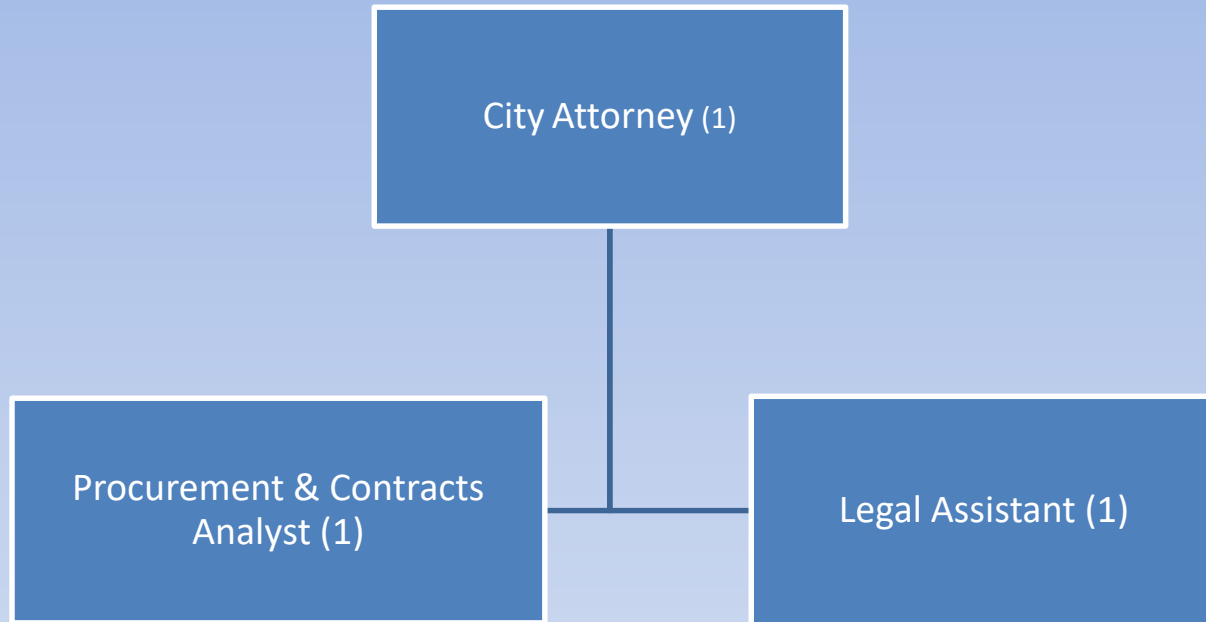 City Attorney (1)
Procurement & Contracts
Analyst (1)
Legal Assistant (1)